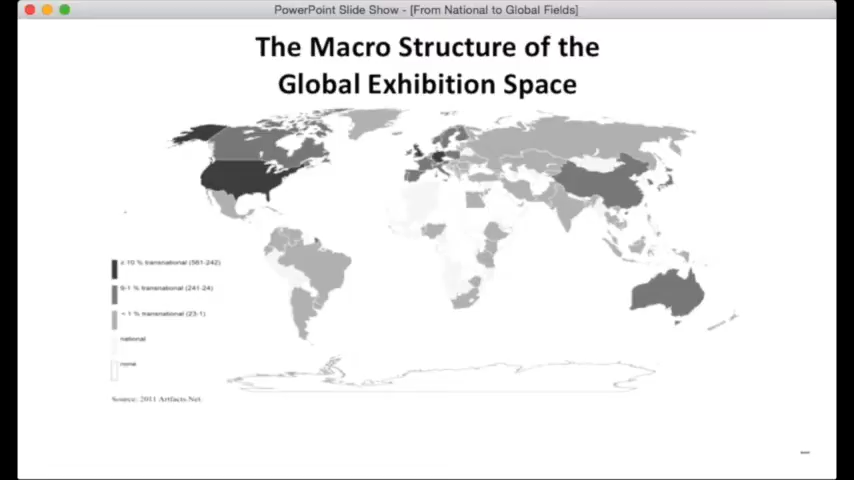 PowerPoint Slide Show - [From National to Global Fields]
The Macro Structure of the
Global Exhibition Space
≥ 10 % transnational (561-242)
9-1 % transnational (241-24)
< 1 % transnational (23-1)
national
none
Source: 2011 Artfacts.Net